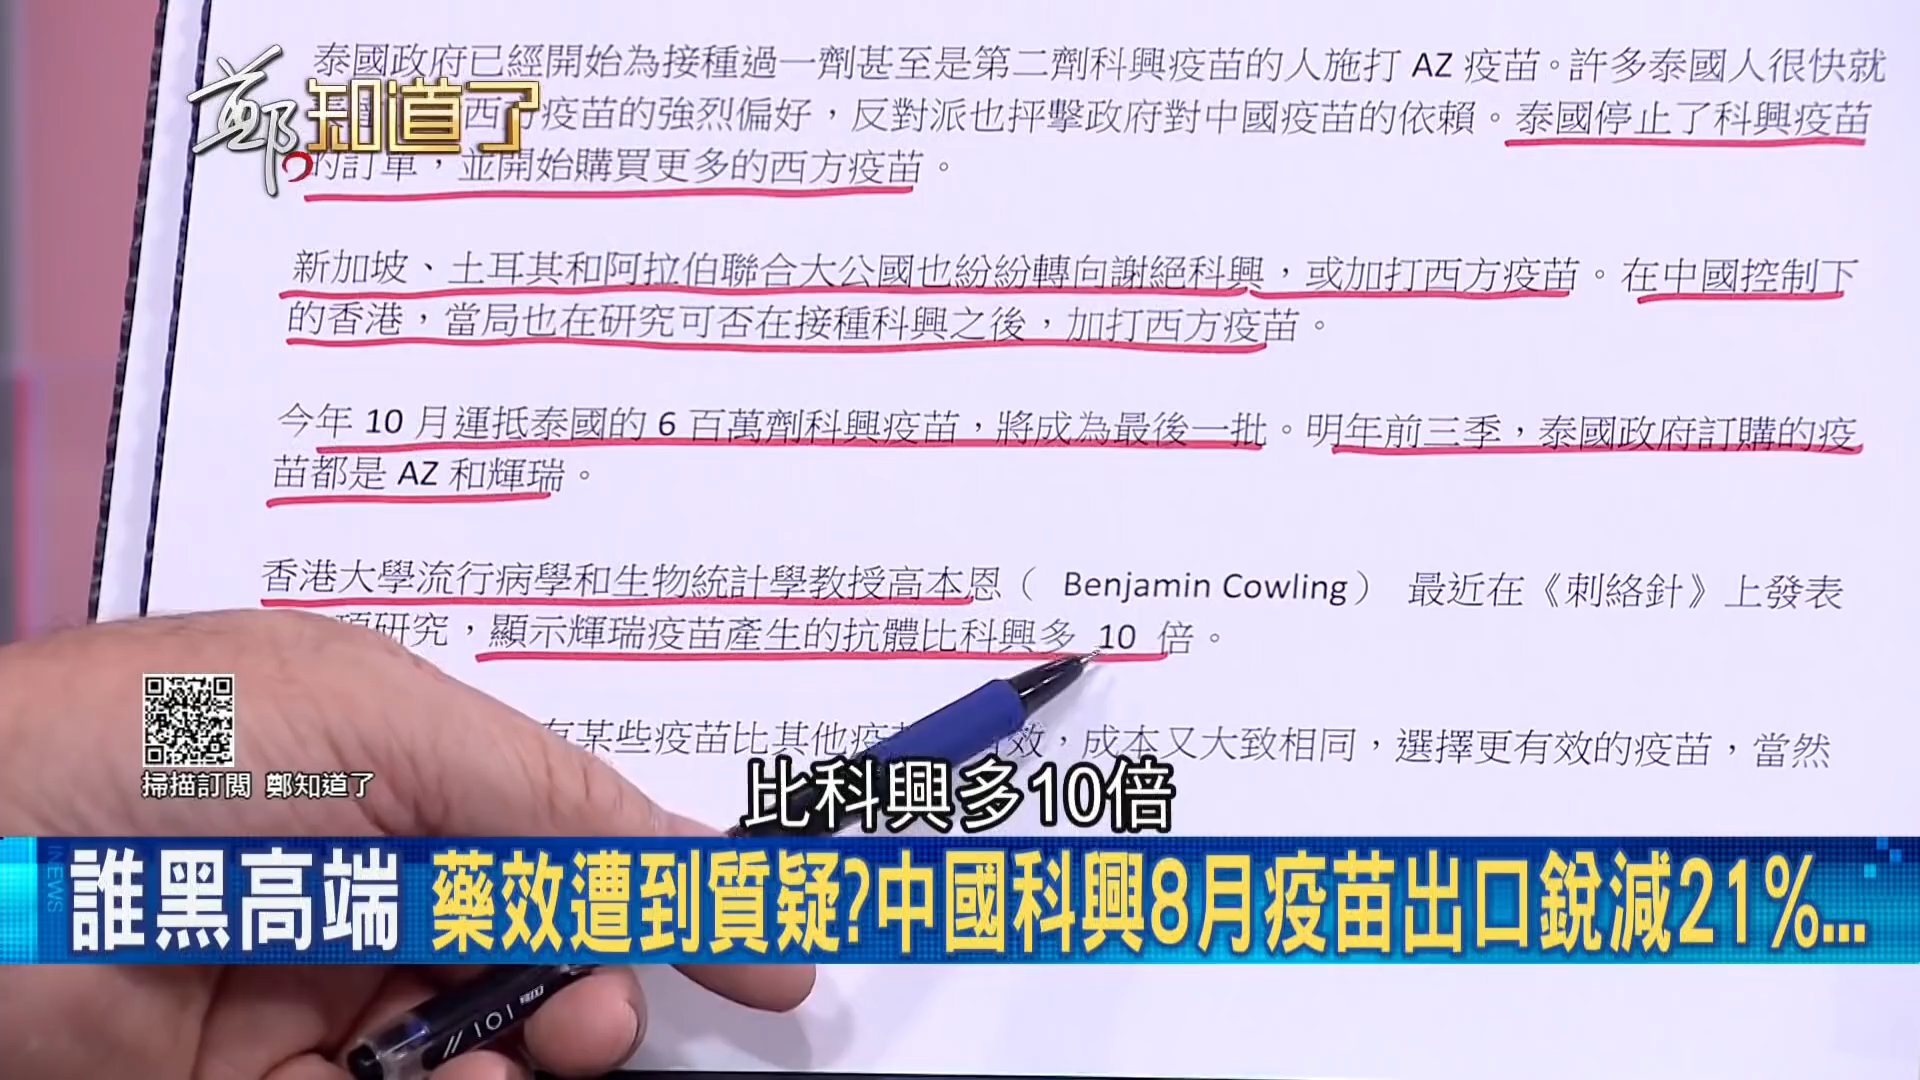 泰國政府已經開始為接種過一劑甚至是第二劑科興疫苗的人施打 AZ 疫苗。許多泰國人很快就
鄭知道了
西方疫苗的強烈偏好，反對派也抨擊政府對中國疫苗的依賴。泰國停止了科興疫苗
的訂單，並開始購買更多的西方疫苗。
新加坡、土耳其和阿拉伯聯合大公國也紛紛轉向謝絕科興，或加打西方疫苗。在中國控制下
的香港，當局也在研究可否在接種科興之後，加打西方疫苗。
今年 10 月運抵泰國的 6 百萬劑科興疫苗，將成為最後一批。明年前三季，泰國政府訂購的疫
苗都是 AZ 和輝瑞。
香港大學流行病學和生物統計學教授高本恩（ Benjamin Cowling） 最近在《刺絡針》上發表
項研究，顯示輝瑞疫苗產生的抗體比科興多 10 倍。
某些疫苗比其他疫苗 有效，成本又大致相同，選擇更有效的疫苗，當然
掃描訂閱 鄭知道了
比科興多10倍
INEWS
誰黑高端 藥效遭到質疑?中國科興8月疫苗出口銳減21%...
101